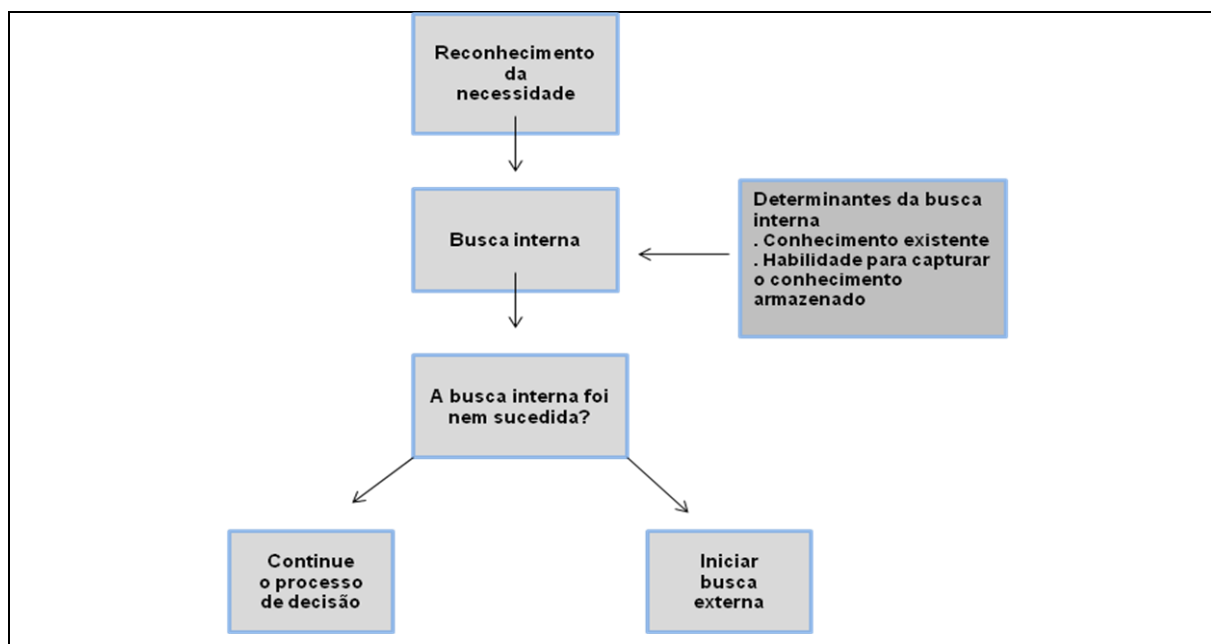 Reconhecimento
da
necessidade
Busca interna
Determinantes da busca
interna
. Conhecimento existente
. Habilidade para capturar
o conhecimento
armazenado
A busca interna foi
nem sucedida?
Continue
o processo
de decisão
Iniciar
busca
externa